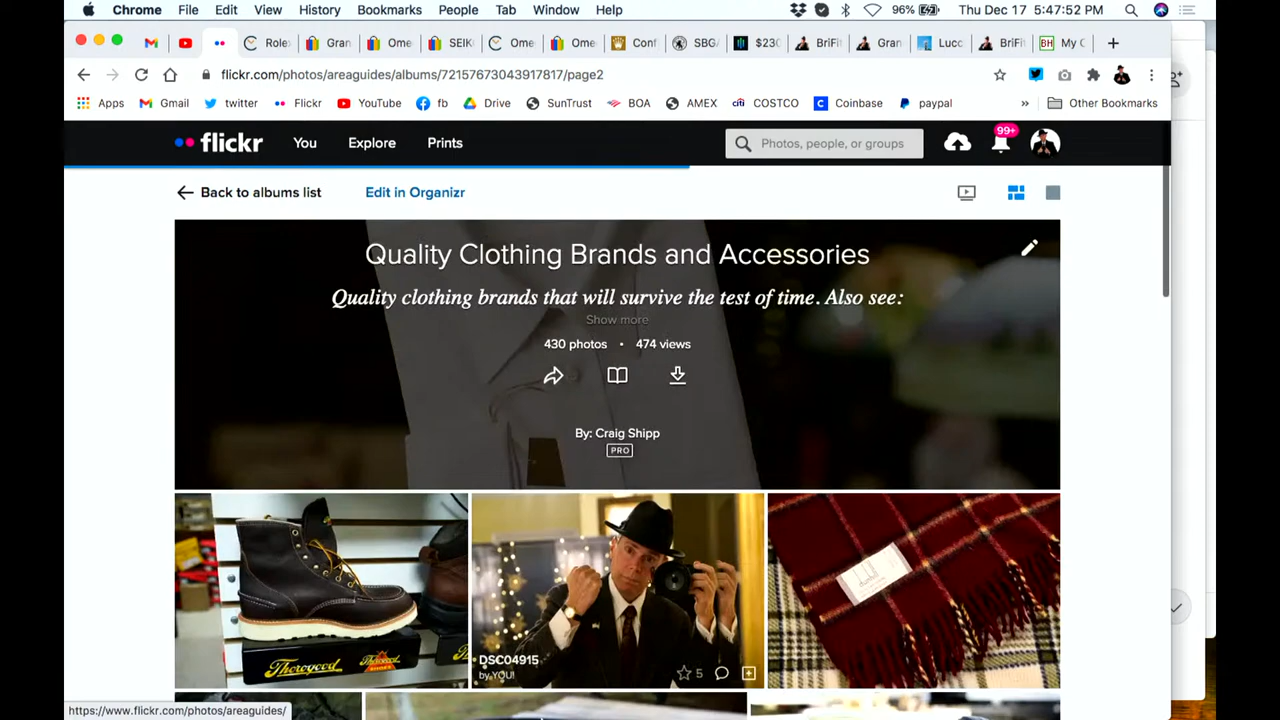 Chrome File Edit View History Bookmarks People Tab Window Help 96% Thu Dec 17 5:47:52 PM
Role Gran Ome SEIK Ome Ome Conf SBG $230 BriFi Gran Lucc BriFi My C
flickr.com/photos/areaguides/albums/72157673043917817/page2
Apps Gmail twitter Flickr YouTube fb Drive SunTrust BOA AMEX COSTCO Coinbase paypal » Other Bookmarks
flickr You Explore Prints Photos, people, or groups 99+
Back to albums list Edit in Organizr
Quality Clothing Brands and Accessories
Quality clothing brands that will survive the test of time. Also see:
Show more
430 photos • 474 views
By: Craig Shipp
PRO
Thorogood
DSC04915
by YOU!
5
https://www.flickr.com/photos/areaguides/